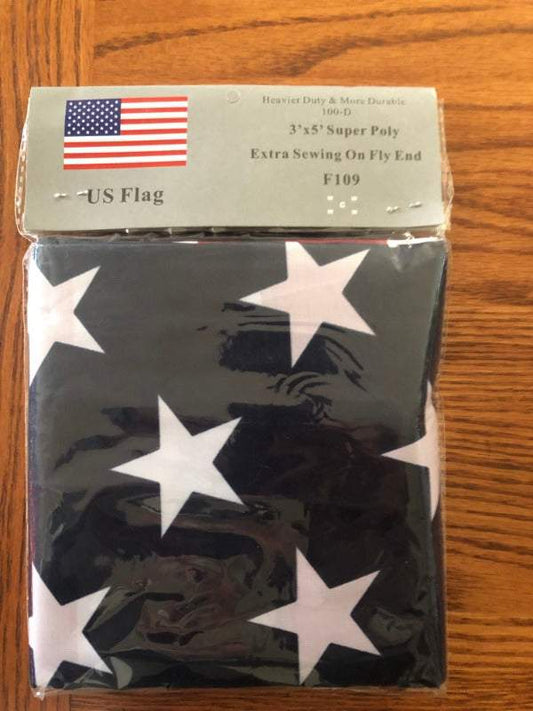 Heavier Duty & More Durable
100-D
3'x5' Super Poly
Extra Sewing On Fly End
F109
US Flag